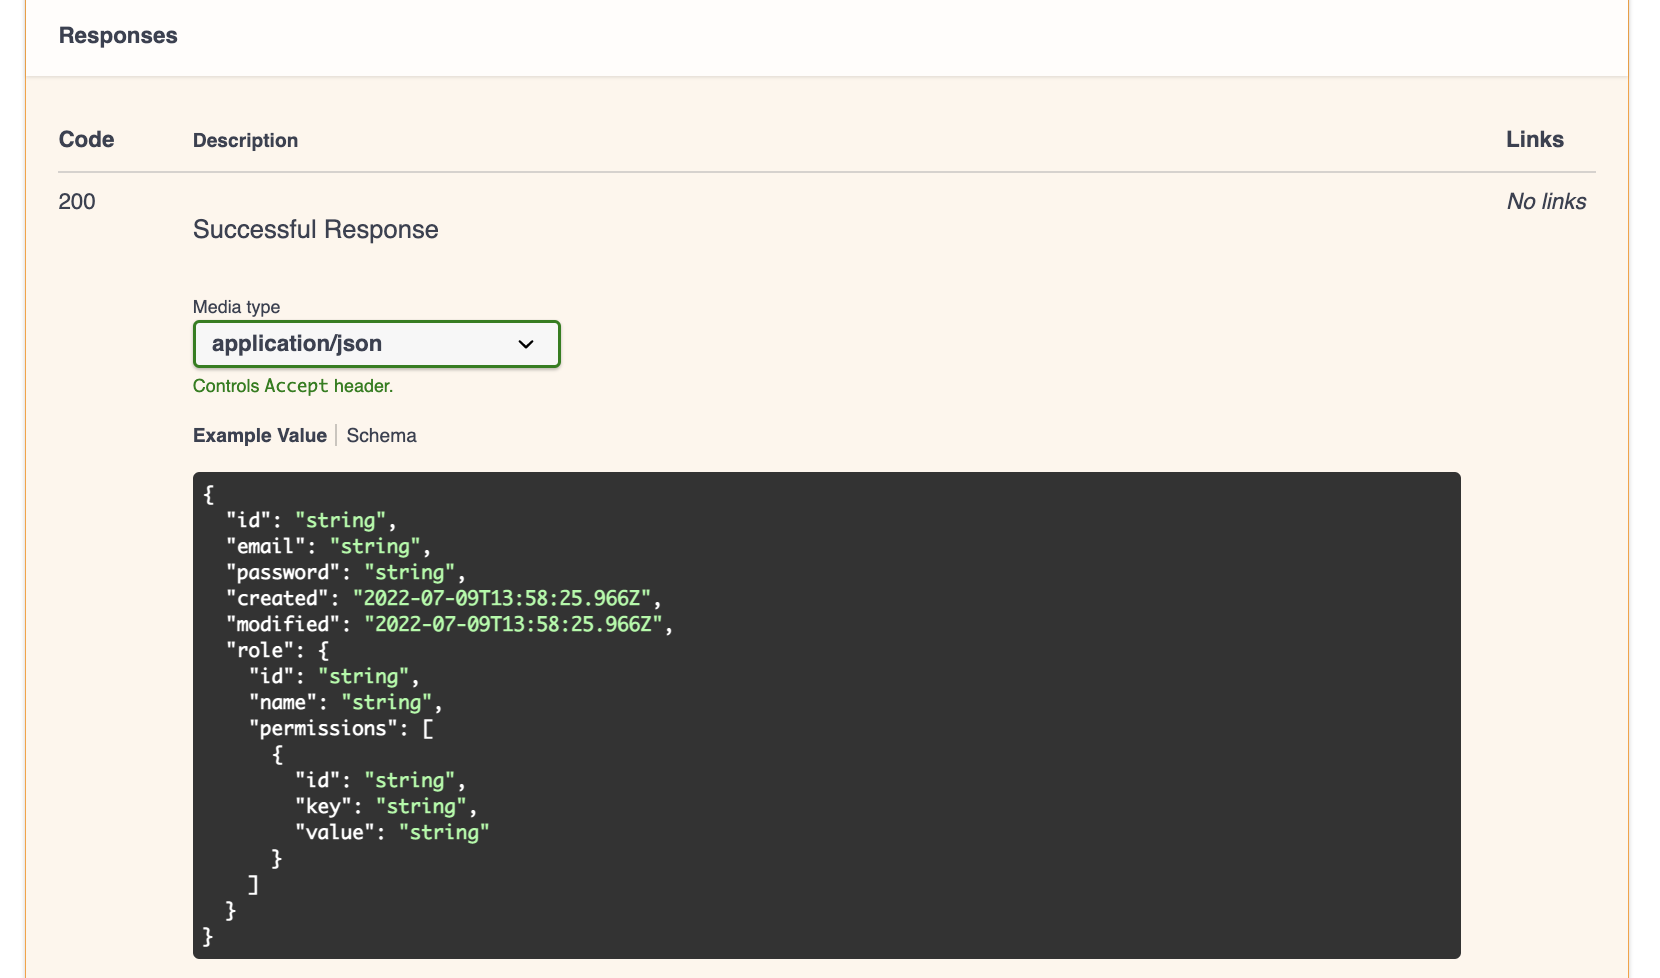 Responses
Code Description Links
200 No links
Successful Response
Media type
application/json
Controls Accept header.
Example Value Schema
{
  "id": "string",
  "email": "string",
  "password": "string",
  "created": "2022-07-09T13:58:25.966Z",
  "modified": "2022-07-09T13:58:25.966Z",
  "role": {
    "id": "string",
    "name": "string",
    "permissions": [
      {
        "id": "string",
        "key": "string",
        "value": "string"
      }
    ]
  }
}